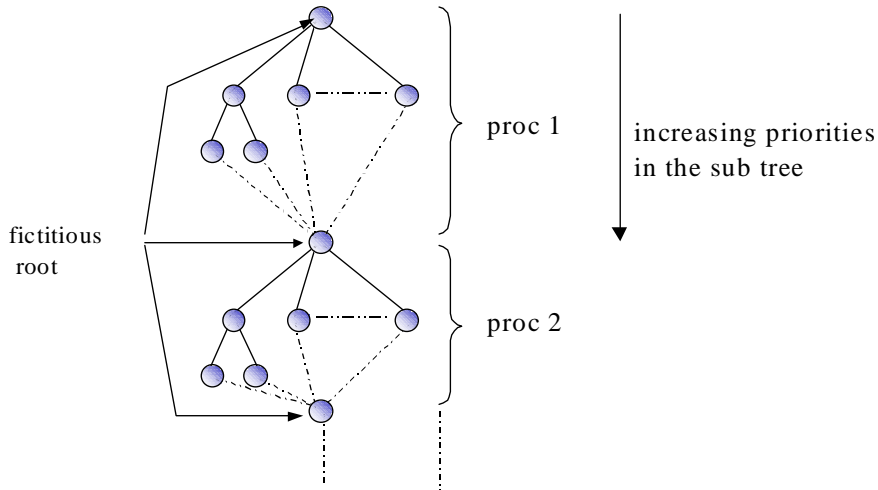 proc 1
increasing priorities
in the sub tree
fictitious
root
proc 2